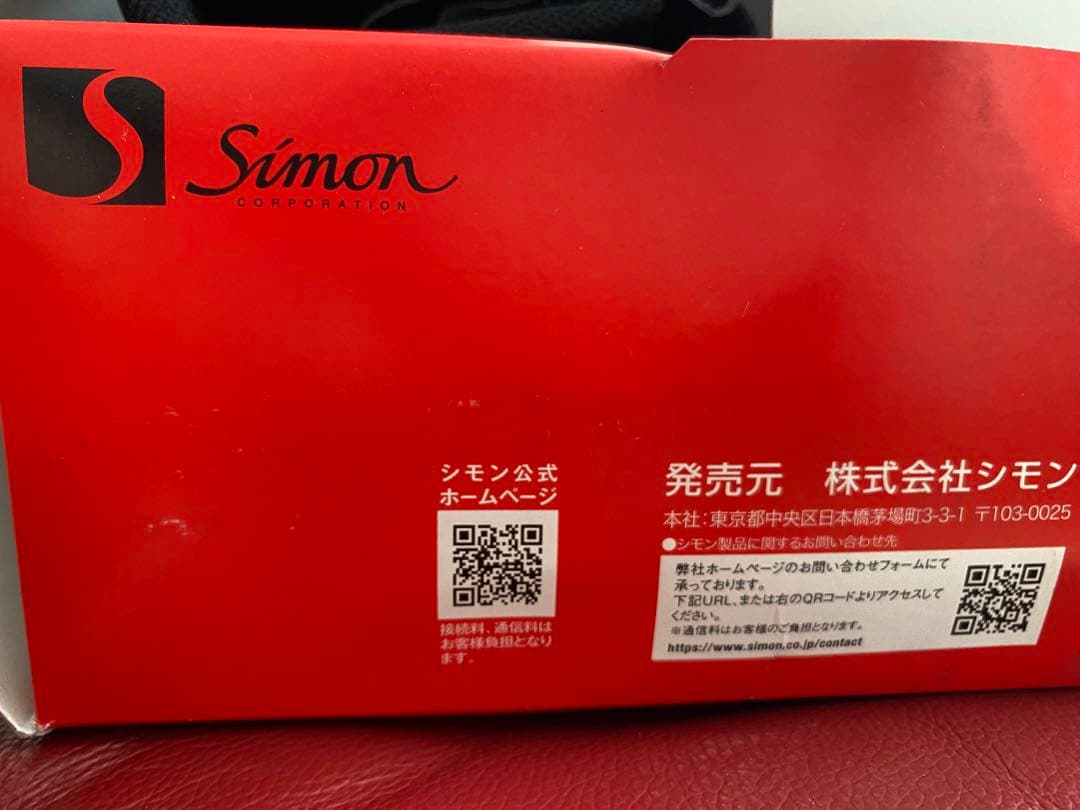 Simon
CORPORATION
シモン公式
ホームページ
接続料、通信料は
お客様負担となり
ます。
発売元　株式会社シモン
本社:東京都中央区日本橋茅場町3-3-1 〒103-0025
●シモン製品に関するお問い合わせ先
弊社ホームページのお問い合わせフォームにて
承っております。
下記URL、または右のQRコードよりアクセスして
ください。
※通信料はお客様のご負担となります。
https://www.simon.co.jp/contact